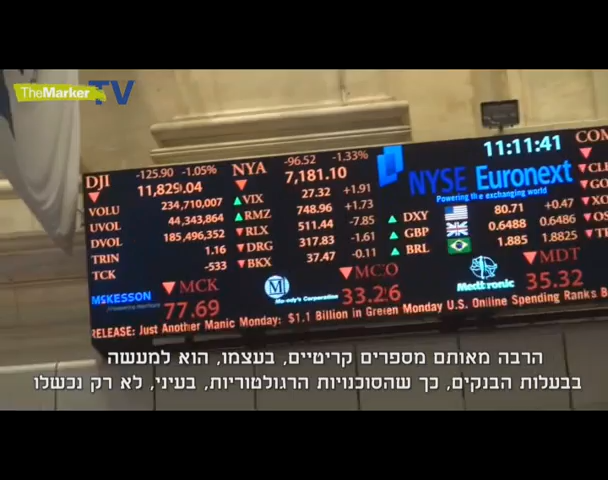 TheMarker TV
DJI -125.90 -1.05% NYA -96.52 -1.33% 11:11:41 COM
11,829.04 7,181.10 NYSE Euronext
Powering the exchanging world
VOLU 234,710,007 VIX 27.32 +1.91
UVOL 44,343,864 RMZ 748.96 +1.73 DXY 80.71 +0.47
DVOL 185,496,352 RLX 511.44 -7.85 GBP 0.6488 0.6486
TRIN 1.16 DRG 317.83 -1.61 BRL 1.885 1.8825
TCK -533 BKX 37.47 -0.11
McKESSON MCK 77.69
Moody's Corporation MCO 33.26
Medtronic MDT 35.32
RELEASE: Just Another Manic Monday: $1.1 Billion in Green Monday U.S. Online Spending Ranks
הרבה מאותם מספרים קריטיים, בעצמו, הוא למעשה
בבעלות הבנקים, כך שהסוכנויות הרגולטוריות, בעיני, לא רק נכשלו